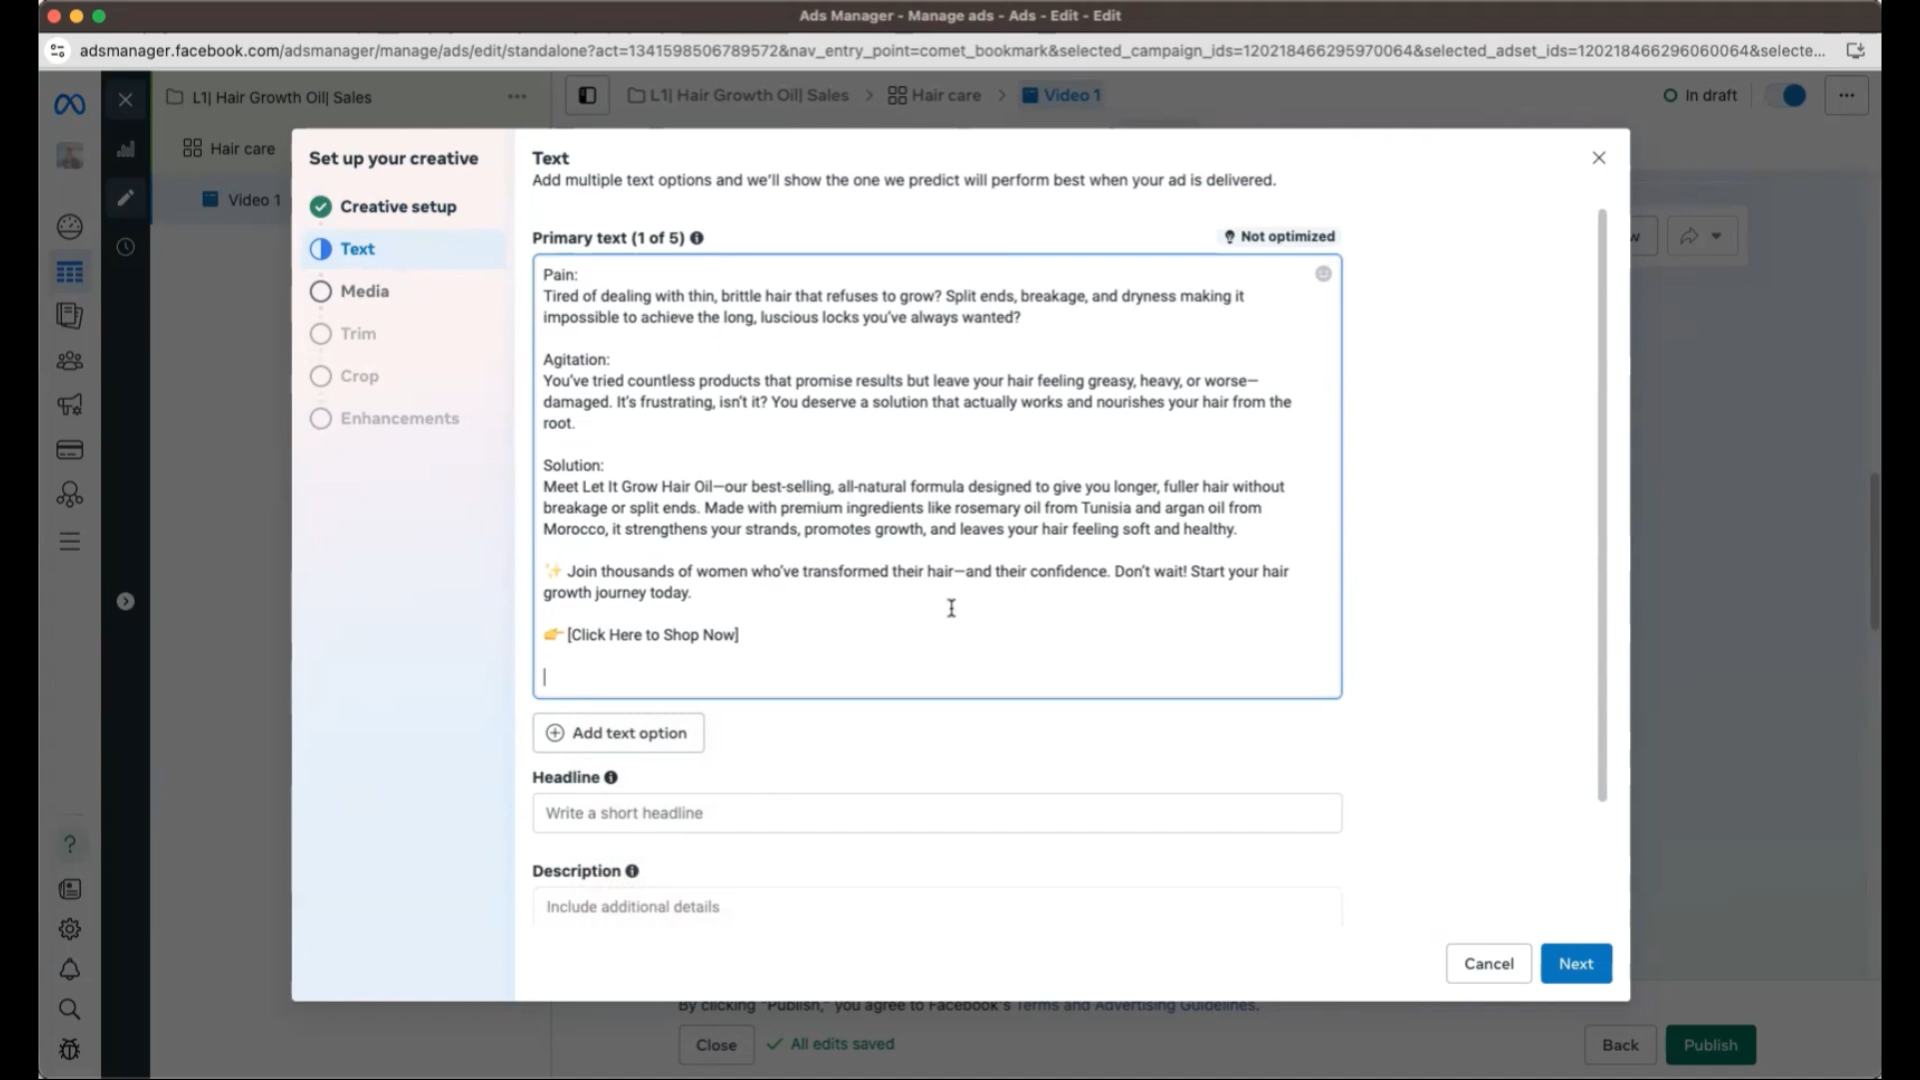 Ads Manager - Manage ads - Ads - Edit - Edit
adsmanager.facebook.com/adsmanager/manage/ads/edit/standalone?act=1341598506789572&nav_entry_point=comet_bookmark&selected_campaign_ids=120218466295970064&selected_adset_ids=120218466296060064&selecte...
L1| Hair Growth Oil| Sales
L1| Hair Growth Oil| Sales > Hair care > Video 1
In draft
Hair care
Video 1
Set up your creative
Creative setup
Text
Media
Trim
Crop
Enhancements
Text
Add multiple text options and we'll show the one we predict will perform best when your ad is delivered.
Primary text (1 of 5)
Not optimized
Pain:
Tired of dealing with thin, brittle hair that refuses to grow? Split ends, breakage, and dryness making it
impossible to achieve the long, luscious locks you've always wanted?
Agitation:
You've tried countless products that promise results but leave your hair feeling greasy, heavy, or worse—
damaged. It's frustrating, isn't it? You deserve a solution that actually works and nourishes your hair from the
root.
Solution:
Meet Let It Grow Hair Oil—our best-selling, all-natural formula designed to give you longer, fuller hair without
breakage or split ends. Made with premium ingredients like rosemary oil from Tunisia and argan oil from
Morocco, it strengthens your strands, promotes growth, and leaves your hair feeling soft and healthy.
✨ Join thousands of women who've transformed their hair—and their confidence. Don't wait! Start your hair
growth journey today.
👉 [Click Here to Shop Now]
Add text option
Headline
Write a short headline
Description
Include additional details
Cancel
Next
By clicking "Publish," you agree to Facebook's Terms and Advertising Guidelines.
Close
All edits saved
Back
Publish